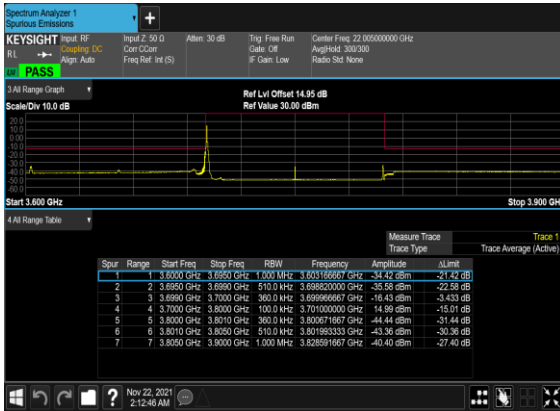 Spectrum Analyzer 1
Spurious Emissions
+
KEYSIGHT Input: RF Input Z: 50 Ω Atten: 30 dB Trig: Free Run Center Freq: 22.005000000 GHz
RL Coupling: DC Corr CCorr Gate: Off Avg|Hold: 300/300
Align: Auto Freq Ref: Int (S) IF Gain: Low Radio Std: None
PASS
3 All Range Graph
Ref Lvl Offset 14.95 dB
Scale/Div 10.0 dB Ref Value 30.00 dBm
20.0
10.0
0.00
-10.0
-20.0
-30.0
-40.0
-50.0
-60.0
Start 3.600 GHz Stop 3.900 GH
4 All Range Table
Measure Trace Trace 1
Trace Type Trace Average (Active)
Spur Range Start Freq Stop Freq RBW Frequency Amplitude ΔLimit
1 1 3.6000 GHz 3.6950 GHz 1.000 MHz 3.603166667 GHz -34.42 dBm -21.42 dB
2 2 3.6950 GHz 3.6990 GHz 510.0 kHz 3.698820000 GHz -35.58 dBm -22.58 dB
3 3 3.6990 GHz 3.7000 GHz 360.0 kHz 3.699966667 GHz -16.43 dBm -3.433 dB
4 4 3.7000 GHz 3.8000 GHz 100.0 kHz 3.701000000 GHz 14.99 dBm -15.01 dB
5 5 3.8000 GHz 3.8010 GHz 360.0 kHz 3.800671667 GHz -44.44 dBm -31.44 dB
6 6 3.8010 GHz 3.8050 GHz 510.0 kHz 3.801993333 GHz -43.36 dBm -30.36 dB
7 7 3.8050 GHz 3.9000 GHz 1.000 MHz 3.828591667 GHz -40.40 dBm -27.40 dB
?
Nov 22, 2021
2:12:46 AM